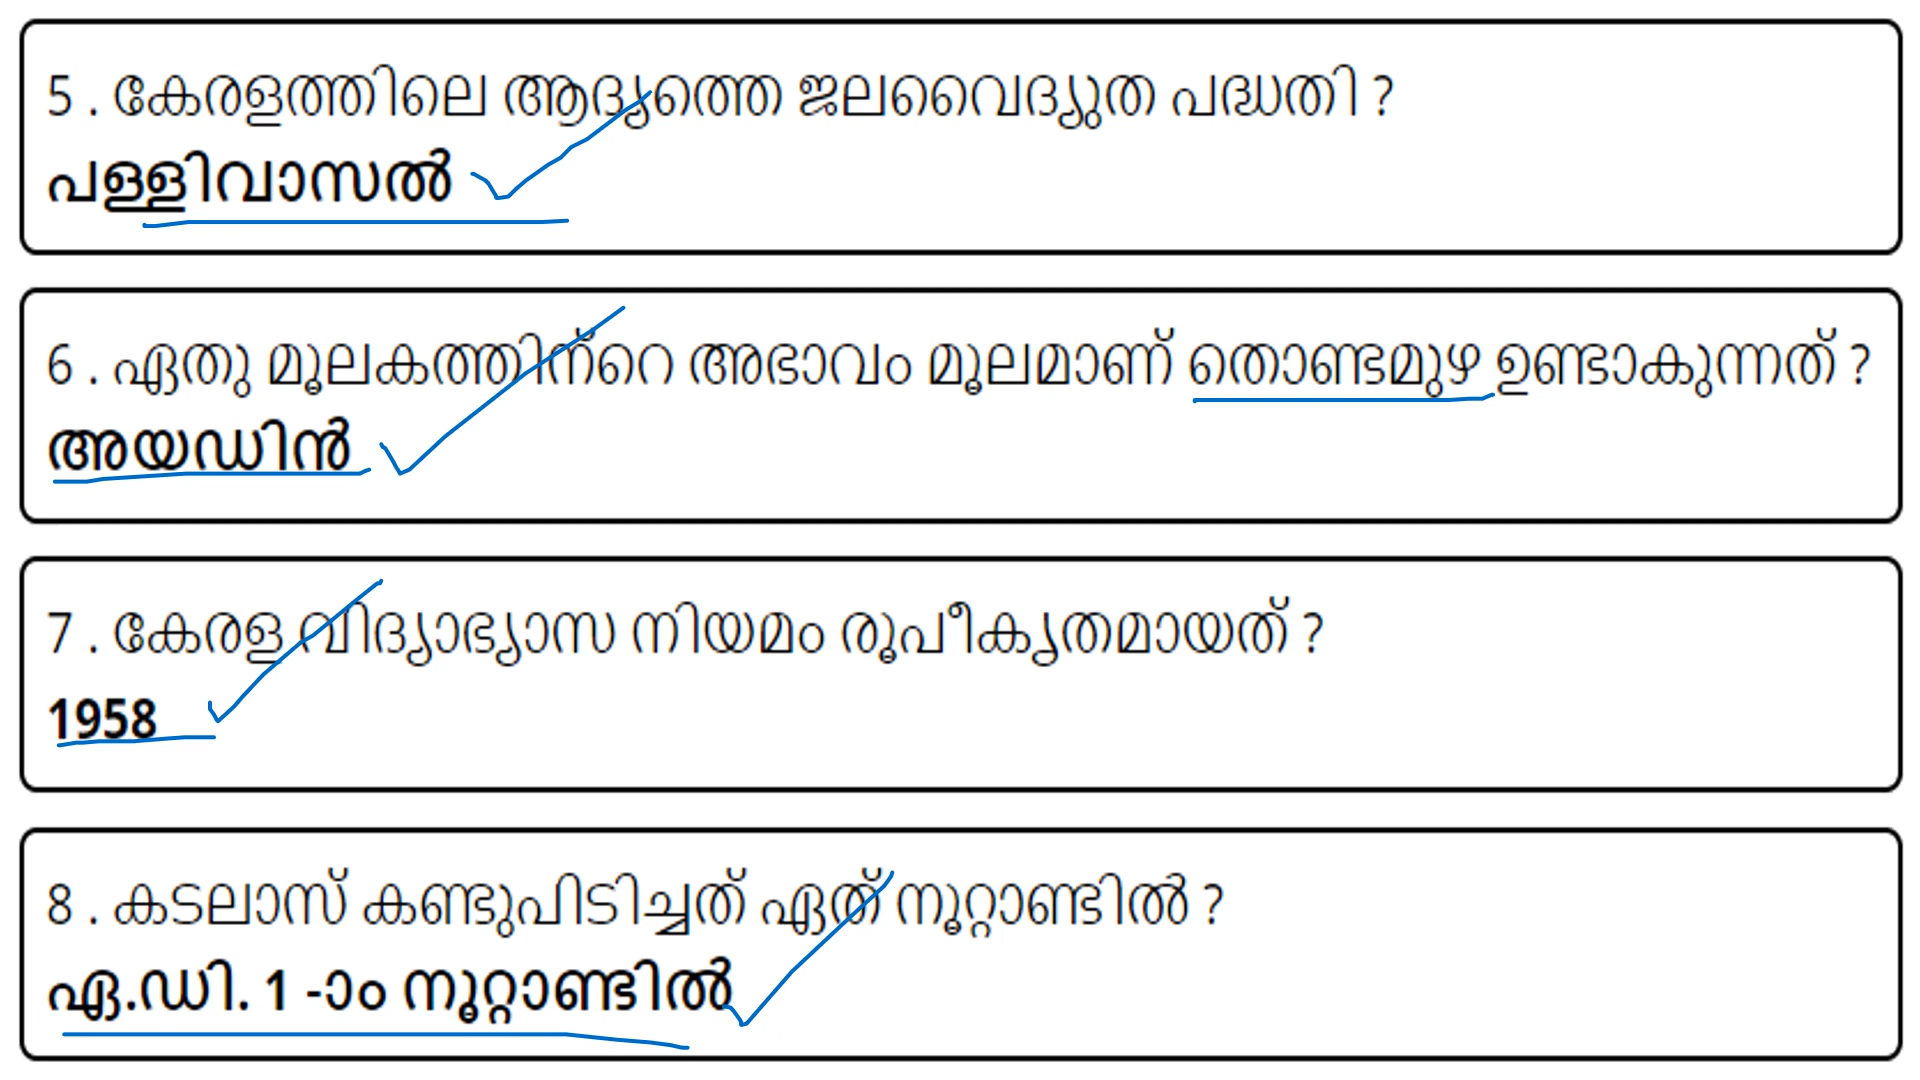 5 . കേരളത്തിലെ ആദ്യത്തെ ജലവൈദ്യുത പദ്ധതി ?
പള്ളിവാസൽ
6 . ഏതു മൂലകത്തിന്റെ അഭാവം മൂലമാണ് തൊണ്ടമുഴ ഉണ്ടാകുന്നത് ?
അയഡിൻ
7 . കേരള വിദ്യാഭ്യാസ നിയമം രൂപീകൃതമായത് ?
1958
8 . കടലാസ് കണ്ടുപിടിച്ചത് ഏത് നൂറ്റാണ്ടിൽ ?
ഏ.ഡി. 1 -ാം നൂറ്റാണ്ടിൽ